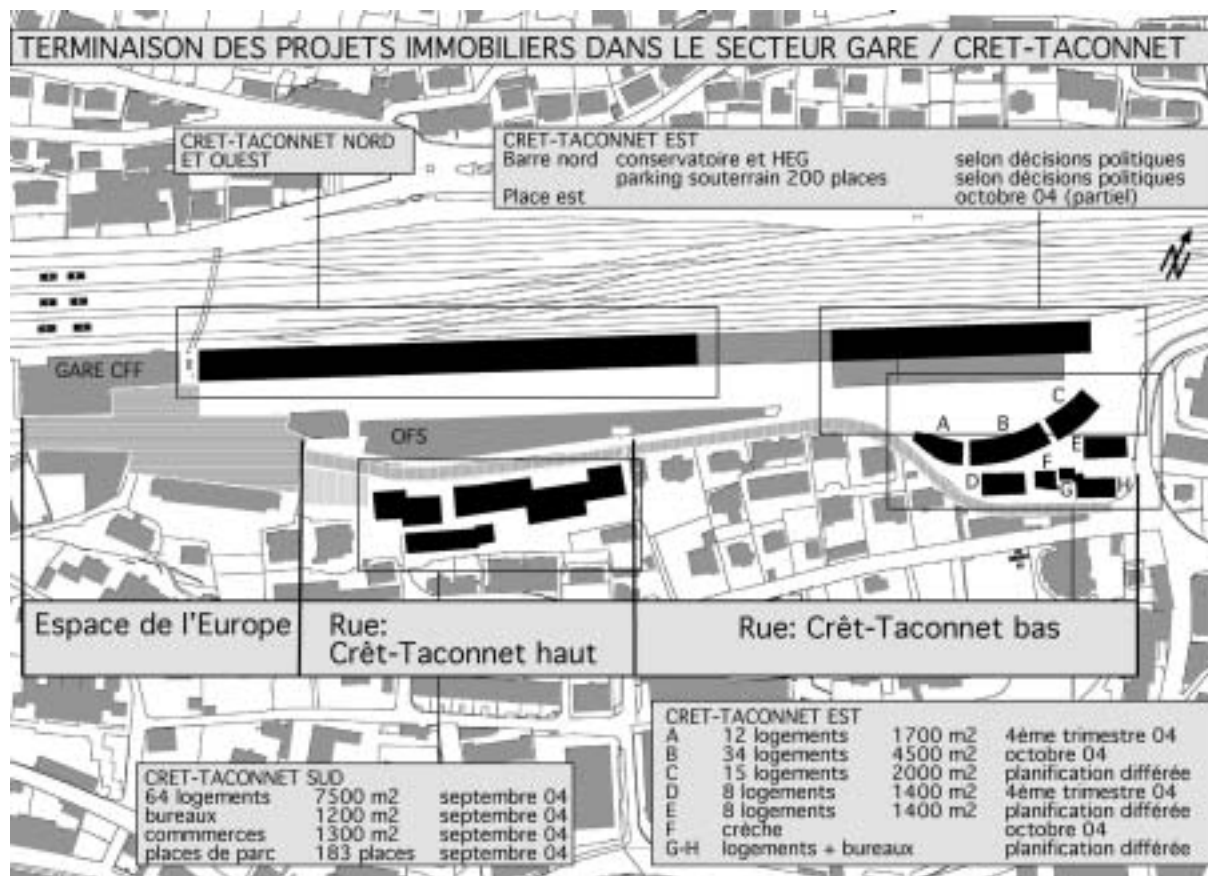 TERMINAISON DES PROJETS IMMOBILIERS DANS LE SECTEUR GARE / CRET-TACONNET
CRET-TACONNET NORD
ET OUEST
CRET-TACONNET EST
Barre nord conservatoire et HEG selon décisions politiques
parking souterrain 200 places selon décisions politiques
Place est octobre 04 (partiel)
N
GARE CFF
OFS
A
B
C
D
E
F
G
H
Espace de l'Europe
Rue:
Crêt-Taconnet haut
Rue: Crêt-Taconnet bas
CRET-TACONNET SUD
64 logements 7500 m2 septembre 04
bureaux 1200 m2 septembre 04
commmerces 1300 m2 septembre 04
places de parc 183 places septembre 04
CRET-TACONNET EST
A 12 logements 1700 m2 4éme trimestre 04
B 34 logements 4500 m2 octobre 04
C 15 logements 2000 m2 planification différée
D 8 logements 1400 m2 4éme trimestre 04
E 8 logements 1400 m2 planification différée
F crèche octobre 04
G-H logements + bureaux planification différée